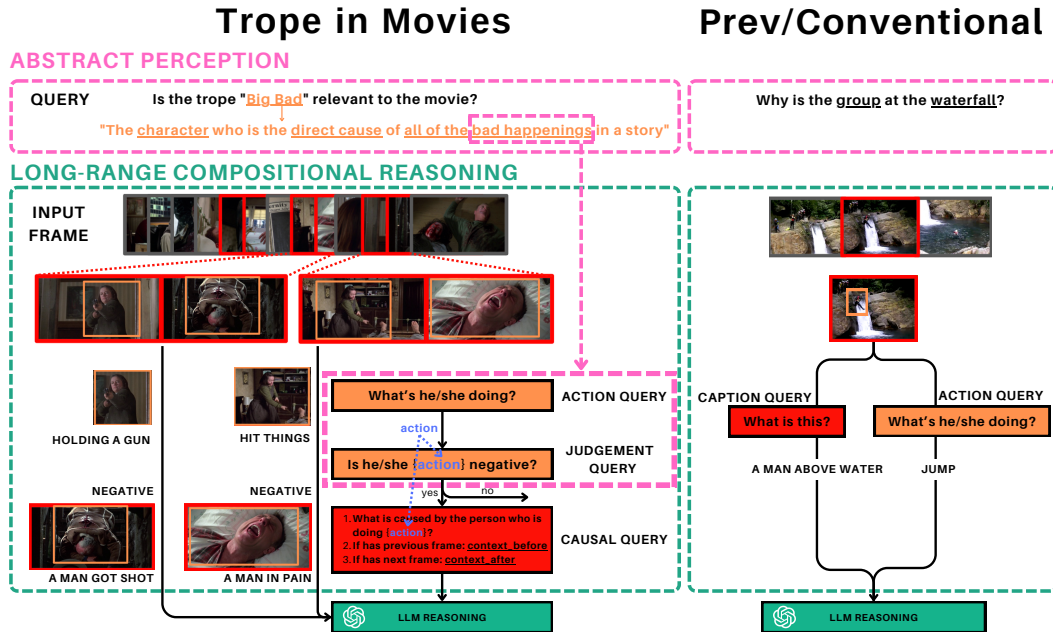 Trope in Movies
Prev/Conventional
ABSTRACT PERCEPTION
QUERY
Is the trope "Big Bad" relevant to the movie?
"The character who is the direct cause of all of the bad happenings in a story"
Why is the group at the waterfall?
LONG-RANGE COMPOSITIONAL REASONING
INPUT
FRAME
HOLDING A GUN
HIT THINGS
NEGATIVE
NEGATIVE
A MAN GOT SHOT
A MAN IN PAIN
What's he/she doing?
ACTION QUERY
action
Is he/she {action} negative?
JUDGEMENT
QUERY
yes
no
1. What is caused by the person who is
doing {action}?
2. If has previous frame: context_before
3. If has next frame: context_after
CAUSAL QUERY
LLM REASONING
CAPTION QUERY
ACTION QUERY
What is this?
What's he/she doing?
A MAN ABOVE WATER
JUMP
LLM REASONING